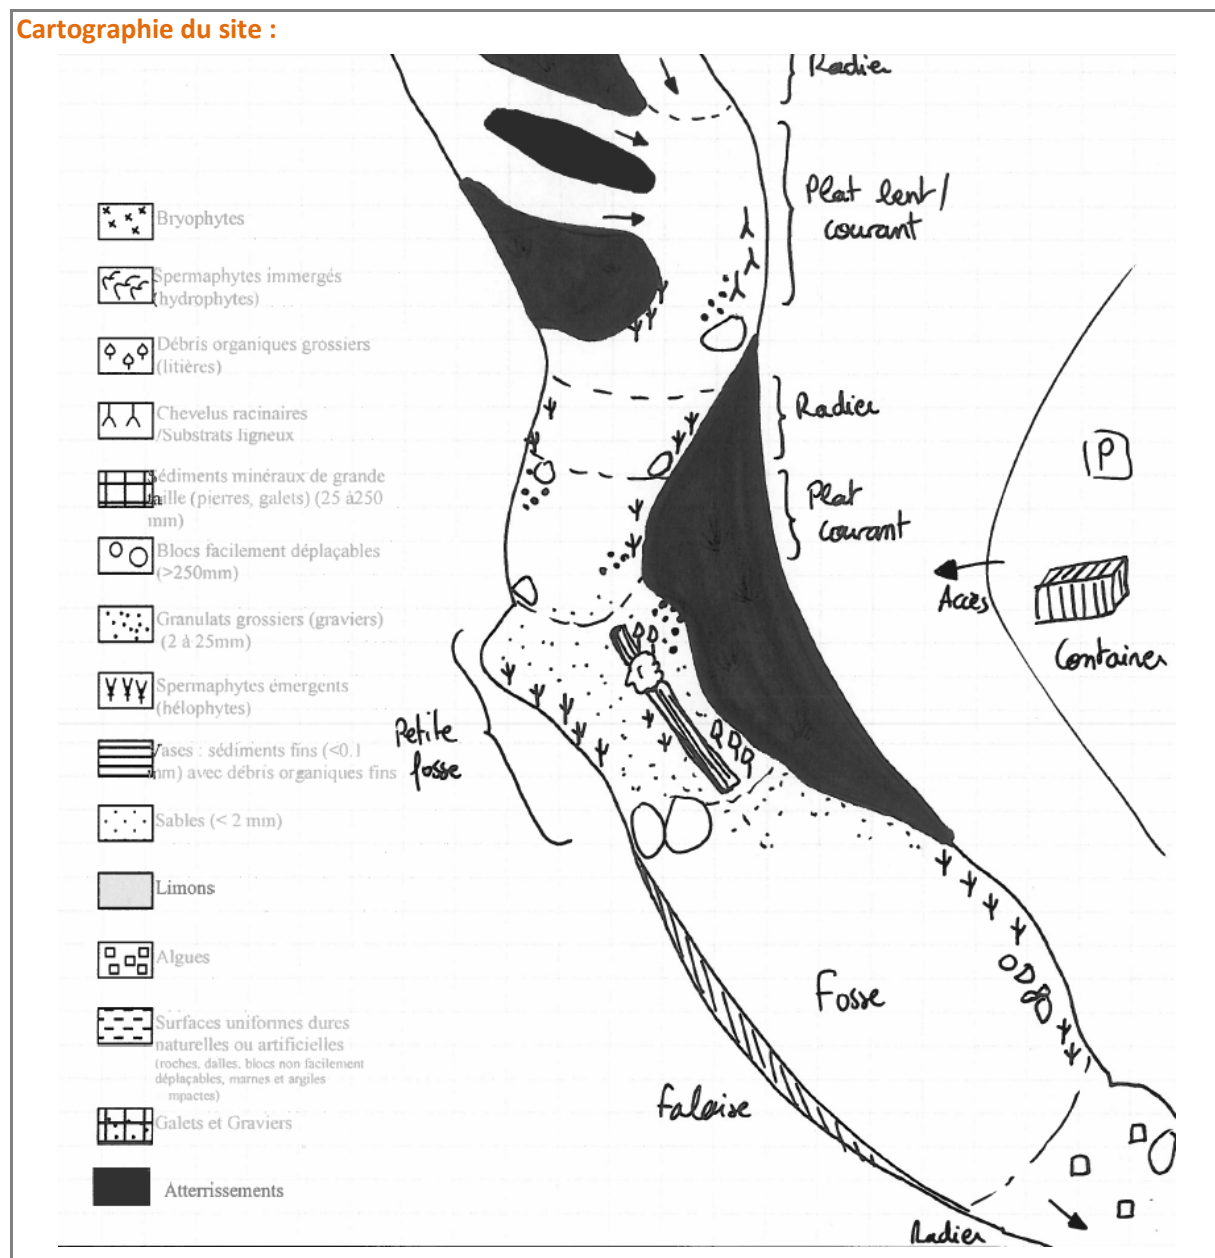 Cartographie du site :
Radier
Plat lent/
courant
Bryophytes
Spermaphytes immergés
(hydrophytes)
Débris organiques grossiers
(litières)
Chevelus racinaires
/Substrats ligneux
Radier
Sédiments minéraux de grande
taille (pierres, galets) (25 à250
mm)
P
Plat
courant
Blocs facilement déplaçables
(>250mm)
Accès
Container
Granulats grossiers (graviers)
(2 à 25mm)
Spermaphytes émergents
(hélophytes)
Petite
fosse
Vases : sédiments fins (<0.1
mm) avec débris organiques fins
Sables (< 2 mm)
Limons
Algues
Fosse
Surfaces uniformes dures
naturelles ou artificielles
(roches, dalles, blocs non facilement
déplaçables, marnes et argiles
mpactes)
Falaise
Galets et Graviers
Atterrissements
Radier